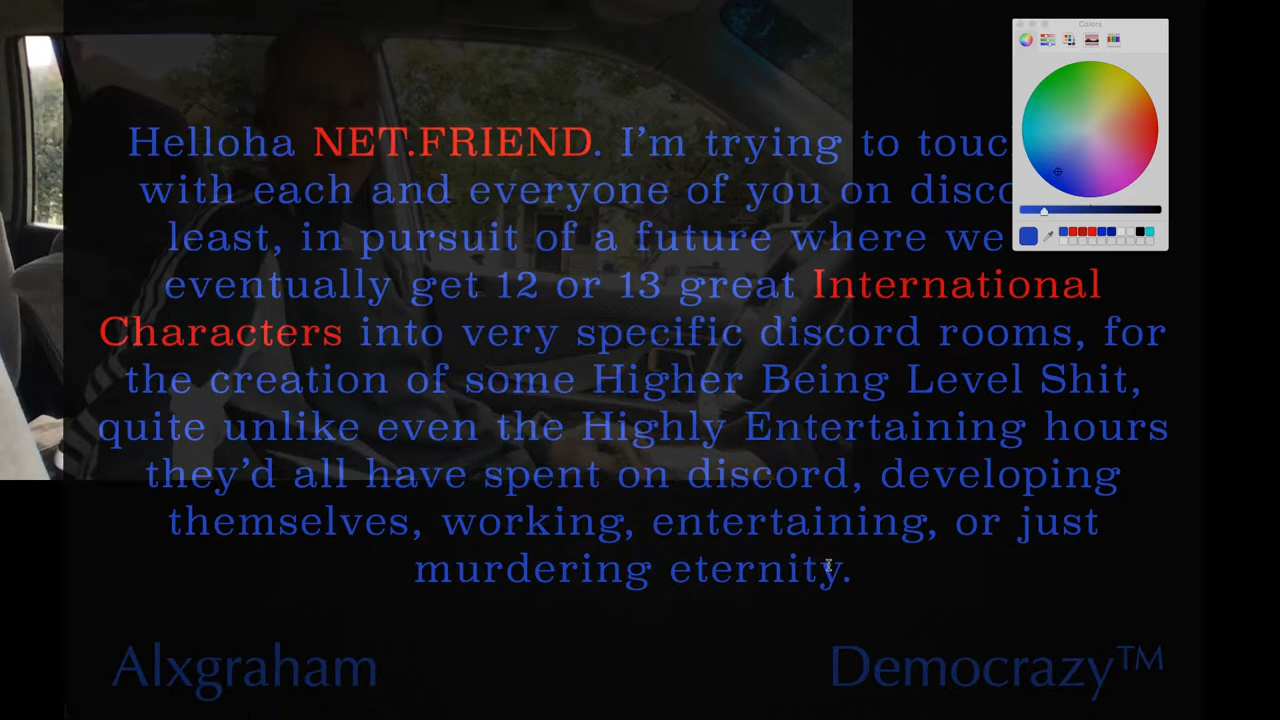 Colors
Helloha NET.FRIEND. I'm trying to touc
with each and everyone of you on disco
least, in pursuit of a future where we
eventually get 12 or 13 great International
Characters into very specific discord rooms, for
the creation of some Higher Being Level Shit,
quite unlike even the Highly Entertaining hours
they'd all have spent on discord, developing
themselves, working, entertaining, or just
murdering eternity.
Alxgraham Democrazy™